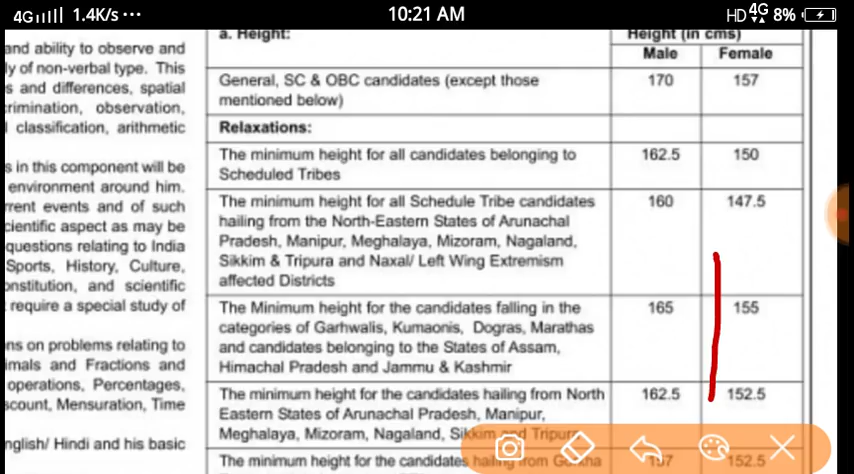 4G 1.4K/s ··· 10:21 AM HD 4G 8%
and ability to observe and
ly of non-verbal type. This
s and differences, spatial
crimination, observation,
classification, arithmetic
s in this component will be
environment around him.
rrent events and of such
cientific aspect as may be
questions relating to India
Sports, History, Culture,
onstitution, and scientific
require a special study of
ns on problems relating to
imals and Fractions and
operations, Percentages,
scount, Mensuration, Time
nglish/ Hindi and his basic
a. Height: Height (in cms)
Male Female
General, SC & OBC candidates (except those 170 157
mentioned below)
Relaxations:
The minimum height for all candidates belonging to 162.5 150
Scheduled Tribes
The minimum height for all Schedule Tribe candidates 160 147.5
hailing from the North-Eastern States of Arunachal
Pradesh, Manipur, Meghalaya, Mizoram, Nagaland,
Sikkim & Tripura and Naxal/ Left Wing Extremism
affected Districts
The Minimum height for the candidates falling in the 165 155
categories of Garhwalis, Kumaonis, Dogras, Marathas
and candidates belonging to the States of Assam,
Himachal Pradesh and Jammu & Kashmir
The minimum height for the candidates hailing from North 162.5 152.5
Eastern States of Arunachal Pradesh, Manipur,
Meghalaya, Mizoram, Nagaland, Sikkim and Tripura
The minimum height for the candidates hailing from Gorkha 157 152.5